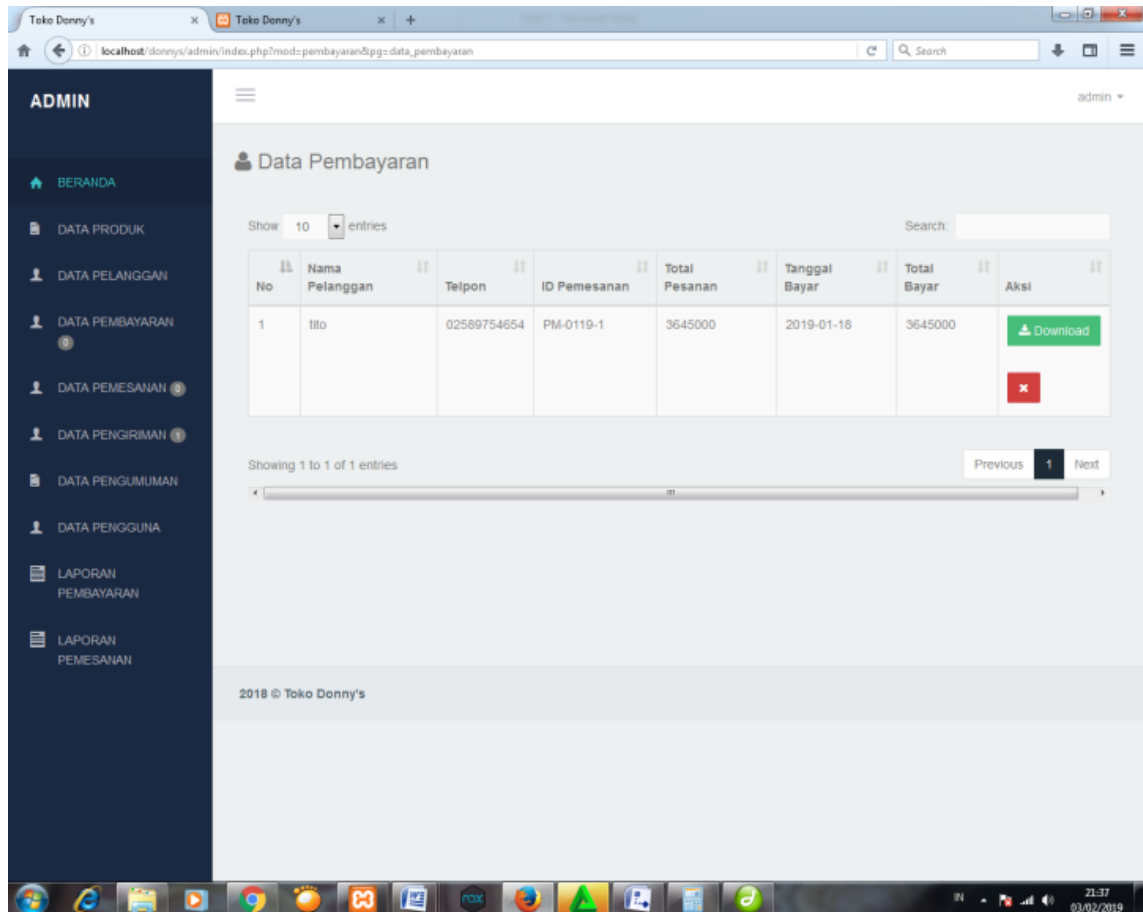 Toko Donny's
Toko Donny's
localhost/donnys/admin/index.php?mod=pembayaran&pg=data_pembayaran
Search
ADMIN
admin
BERANDA
DATA PRODUK
DATA PELANGGAN
DATA PEMBAYARAN
0
DATA PEMESANAN 0
DATA PENGIRIMAN 1
DATA PENGUMUMAN
DATA PENGGUNA
LAPORAN
PEMBAYARAN
LAPORAN
PEMESANAN
Data Pembayaran
Show 10 entries
Search:
No Nama Pelanggan Telpon ID Pemesanan Total Pesanan Tanggal Bayar Total Bayar Aksi
1 tito 02589754654 PM-0119-1 3645000 2019-01-18 3645000 Download
Showing 1 to 1 of 1 entries
Previous 1 Next
2018 © Toko Donny's
nox
IN
21:37
03/02/2019